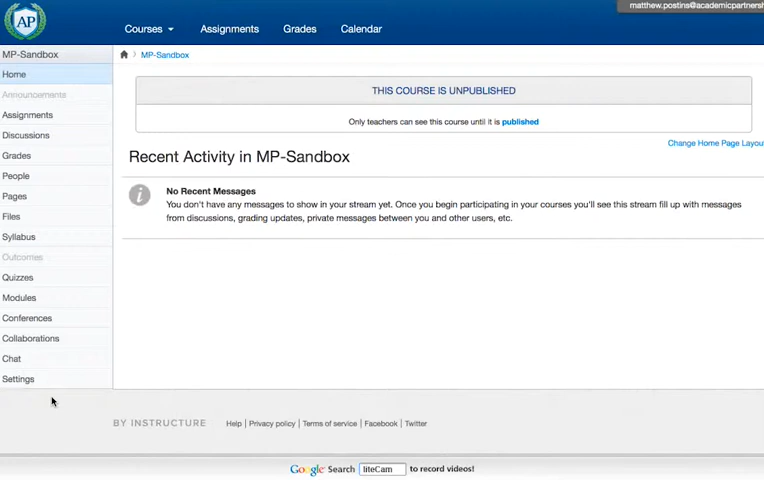 matthew.postins@academicpartnersh
AP
Courses Assignments Grades Calendar
MP-Sandbox
MP-Sandbox
Home
Announcements
Assignments
Discussions
Grades
People
Pages
Files
Syllabus
Outcomes
Quizzes
Modules
Conferences
Collaborations
Chat
Settings
THIS COURSE IS UNPUBLISHED
Only teachers can see this course until it is published
Change Home Page Layou
Recent Activity in MP-Sandbox
i
No Recent Messages
You don't have any messages to show in your stream yet. Once you begin participating in your courses you'll see this stream fill up with messages
from discussions, grading updates, private messages between you and other users, etc.
BY INSTRUCTURE Help | Privacy policy | Terms of service | Facebook | Twitter
Google Search liteCam to record videos!